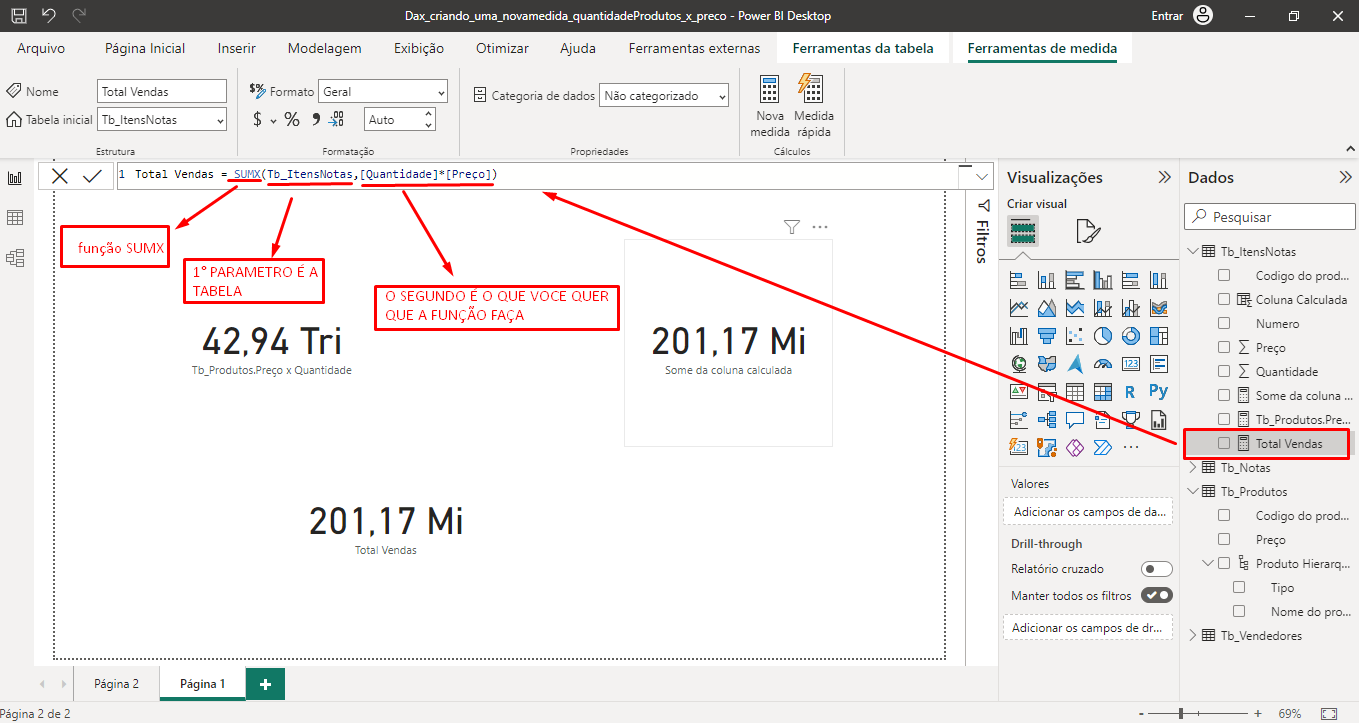 Dax_criando_uma_novamedida_quantidadeProdutos_x_preco - Power BI Desktop
Entrar
Arquivo Página Inicial Inserir Modelagem Exibição Otimizar Ajuda Ferramentas externas Ferramentas da tabela Ferramentas de medida
Nome Total Vendas
Tabela inicial Tb_ItensNotas
Estrutura
Formato Geral
$ % Auto
Formatação
Categoria de dados Não categorizado
Propriedades
Nova medida
Medida rápida
Cálculos
1 Total Vendas = SUMX(Tb_ItensNotas,[Quantidade]*[Preço])
função SUMX
1° PARAMETRO É A
TABELA
O SEGUNDO É O QUE VOCE QUER
QUE A FUNÇÃO FAÇA
42,94 Tri
Tb_Produtos.Preço x Quantidade
201,17 Mi
Some da coluna calculada
201,17 Mi
Total Vendas
Filtros
Visualizações
Criar visual
123
R
Py
123
Valores
Adicionar os campos de da...
Drill-through
Relatório cruzado
Manter todos os filtros
Adicionar os campos de dr...
Dados
Pesquisar
Tb_ItensNotas
Codigo do prod...
Coluna Calculada
Numero
Preço
Quantidade
Some da coluna ...
Tb_Produtos.Pre...
Total Vendas
Tb_Notas
Tb_Produtos
Codigo do prod...
Preço
Produto Hierarq...
Tipo
Nome do pro...
Tb_Vendedores
Página 2
Página 1
+
Página 2 de 2
- + 69%